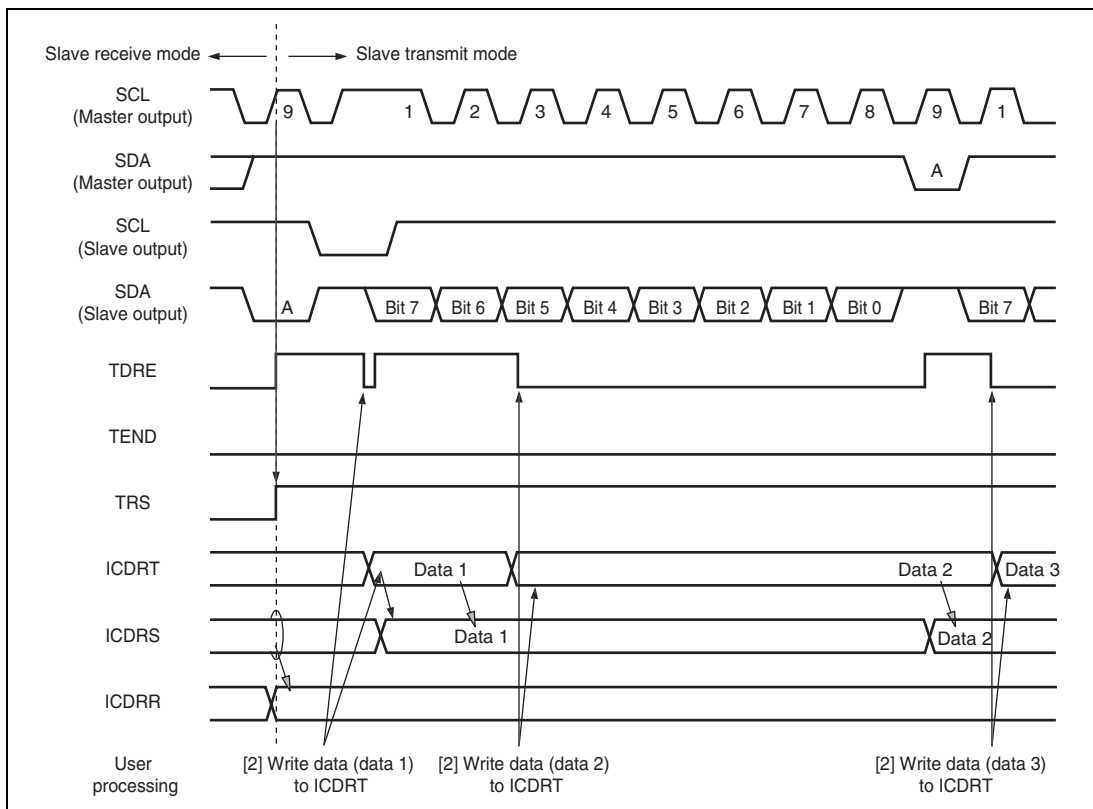 Slave receive mode
Slave transmit mode
SCL
(Master output)
9 1 2 3 4 5 6 7 8 9 1
SDA
(Master output)
A
SCL
(Slave output)
SDA
(Slave output)
A Bit 7 Bit 6 Bit 5 Bit 4 Bit 3 Bit 2 Bit 1 Bit 0 Bit 7
TDRE
TEND
TRS
ICDRT
Data 1 Data 2 Data 3
ICDRS
Data 1 Data 2
ICDRR
User
processing
[2] Write data (data 1)
to ICDRT
[2] Write data (data 2)
to ICDRT
[2] Write data (data 3)
to ICDRT